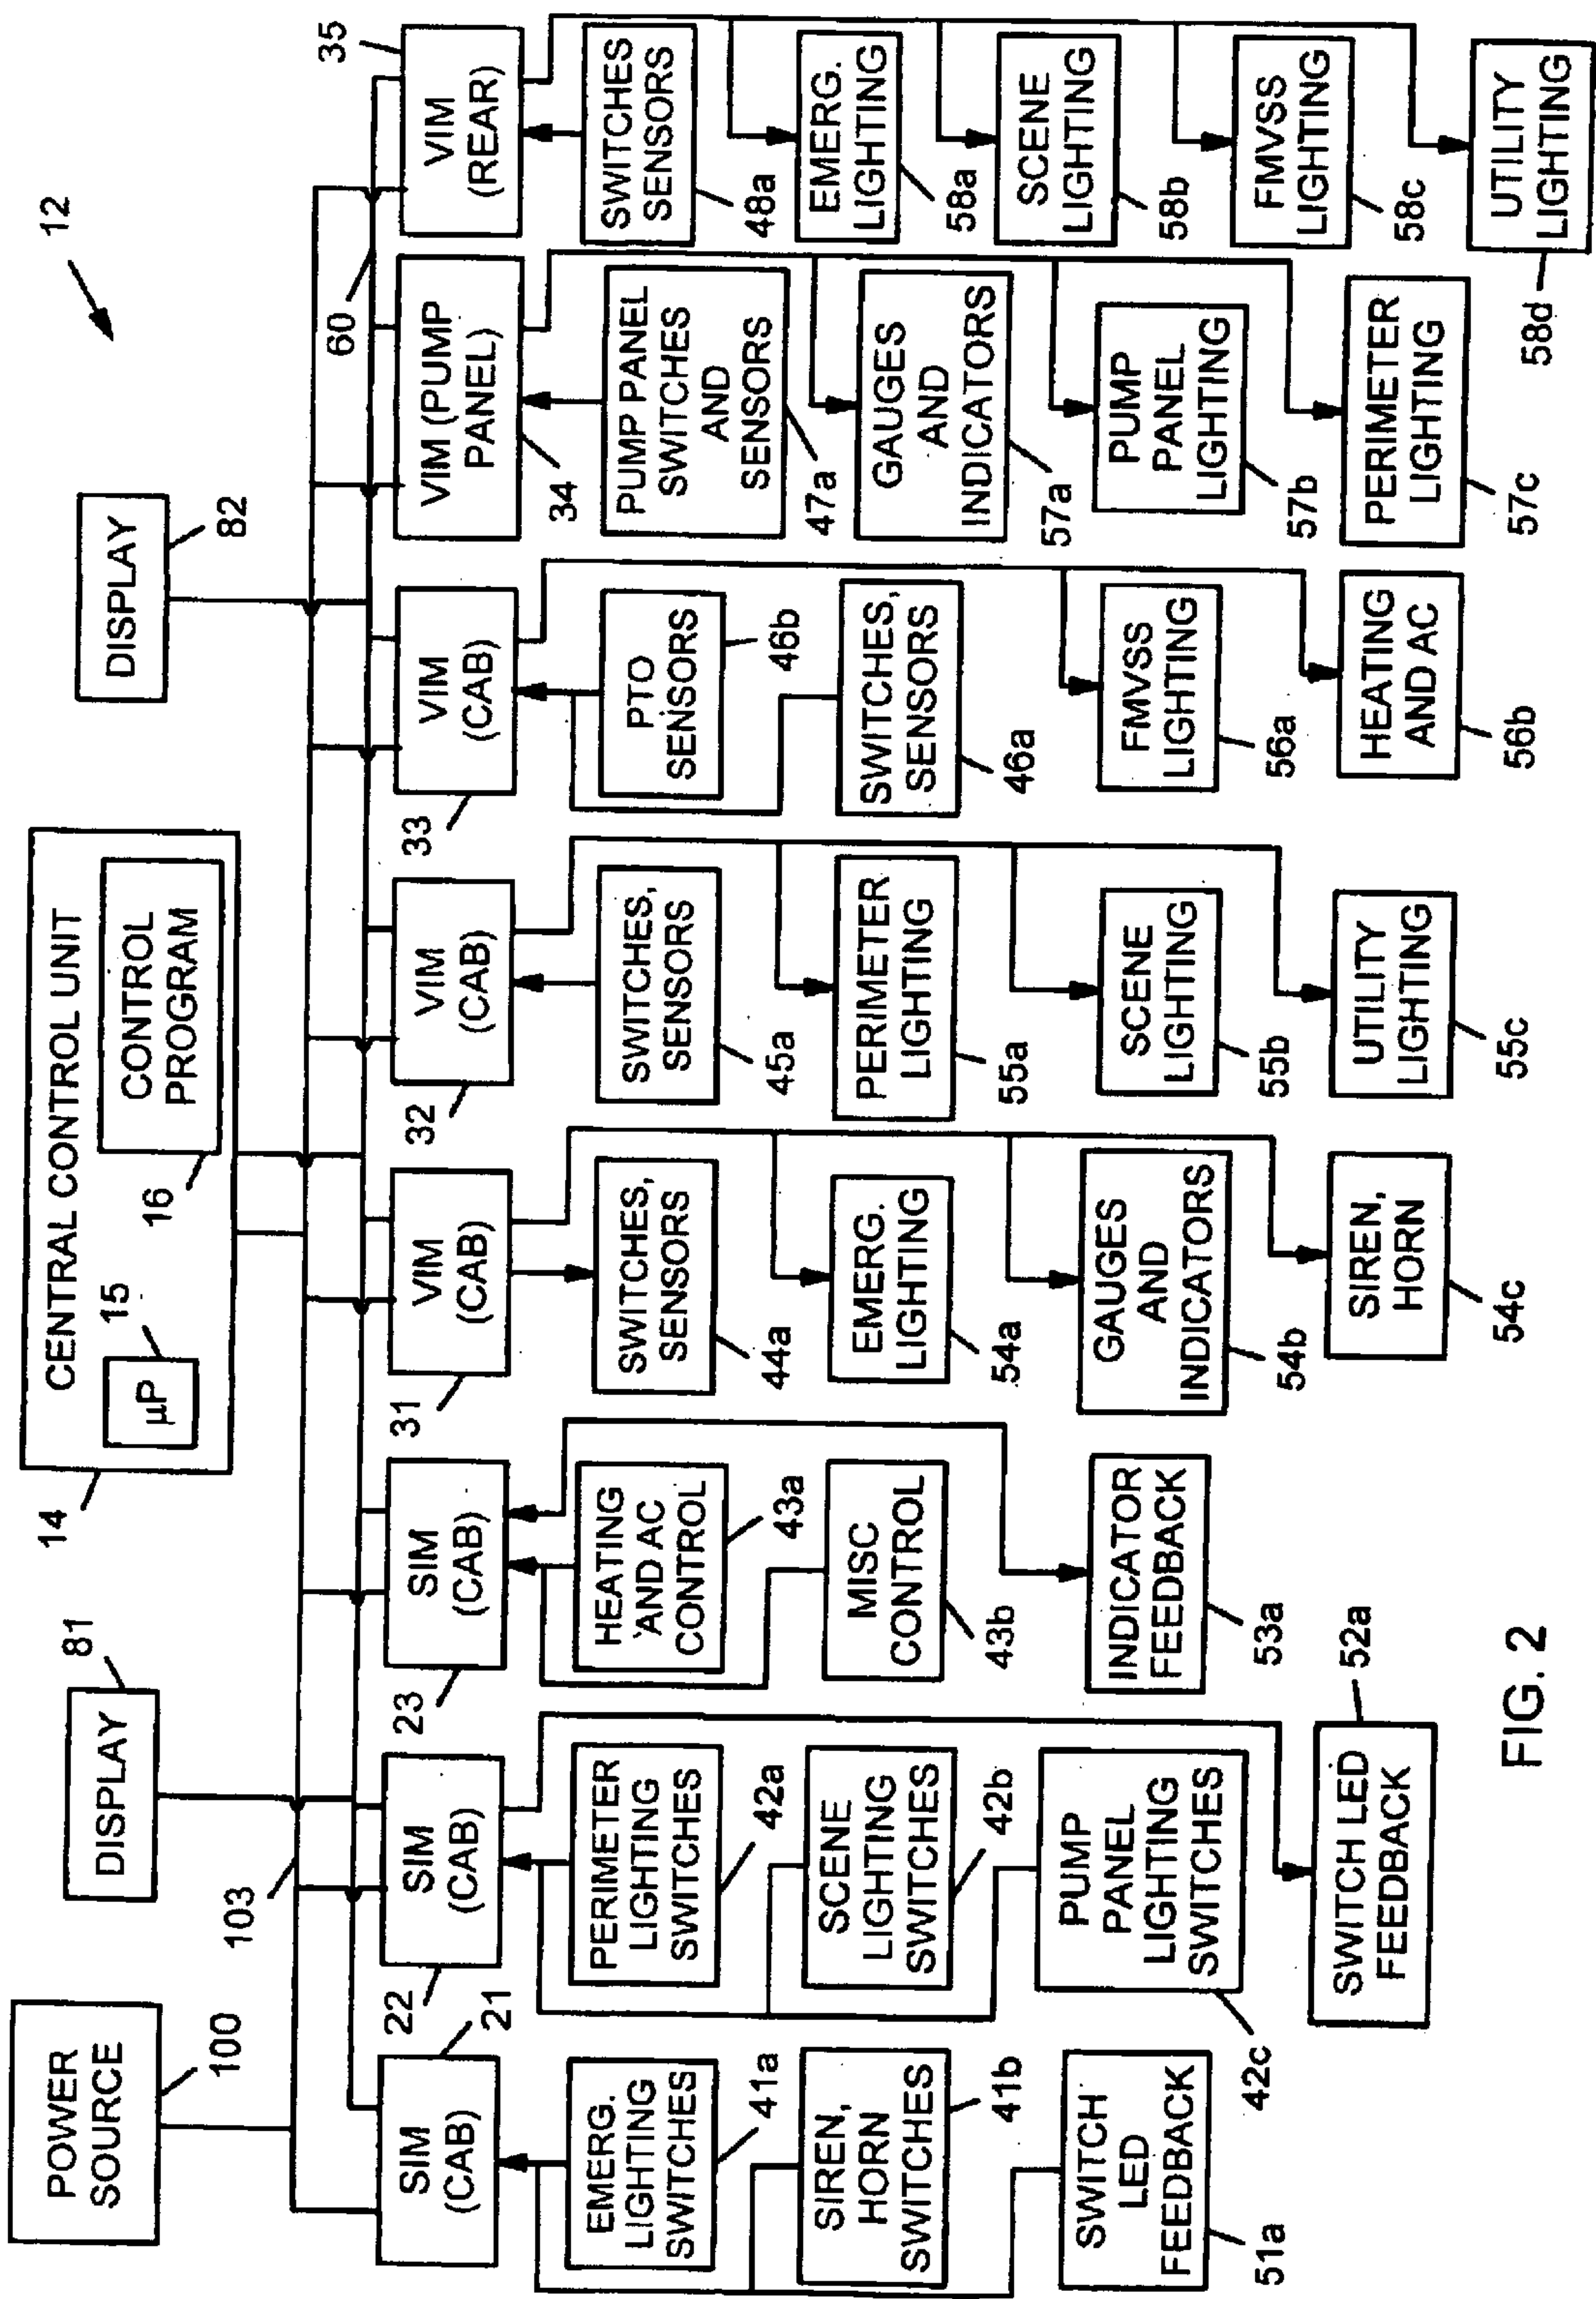 12
POWER
SOURCE
100
DISPLAY
81
CENTRAL CONTROL UNIT
14
μP
15
CONTROL
PROGRAM
16
DISPLAY
82
103
60
SIM
(CAB)
21
EMERG.
LIGHTING
SWITCHES
41a
SIREN,
HORN
SWITCHES
41b
SWITCH
LED
FEEDBACK
51a
SIM
(CAB)
22
PERIMETER
LIGHTING
SWITCHES
42a
SCENE
LIGHTING
SWITCHES
42b
PUMP
PANEL
LIGHTING
SWITCHES
42c
SWITCH LED
FEEDBACK
52a
SIM
(CAB)
23
HEATING
AND AC
CONTROL
43a
MISC
CONTROL
43b
INDICATOR
FEEDBACK
53a
VIM
(CAB)
31
SWITCHES,
SENSORS
44a
EMERG.
LIGHTING
54a
GAUGES
AND
INDICATORS
54b
SIREN,
HORN
54c
VIM
(CAB)
32
SWITCHES,
SENSORS
45a
PERIMETER
LIGHTING
55a
SCENE
LIGHTING
55b
UTILITY
LIGHTING
55c
VIM
(CAB)
33
PTO
SENSORS
46b
SWITCHES,
SENSORS
46a
FMVSS
LIGHTING
56a
HEATING
AND AC
56b
VIM (PUMP
PANEL)
34
PUMP PANEL
SWITCHES
AND
SENSORS
47a
GAUGES
AND
INDICATORS
57a
PUMP
PANEL
LIGHTING
57b
PERIMETER
LIGHTING
57c
VIM
(REAR)
35
SWITCHES
SENSORS
48a
EMERG.
LIGHTING
58a
SCENE
LIGHTING
58b
FMVSS
LIGHTING
58c
UTILITY
LIGHTING
58d
FIG. 2